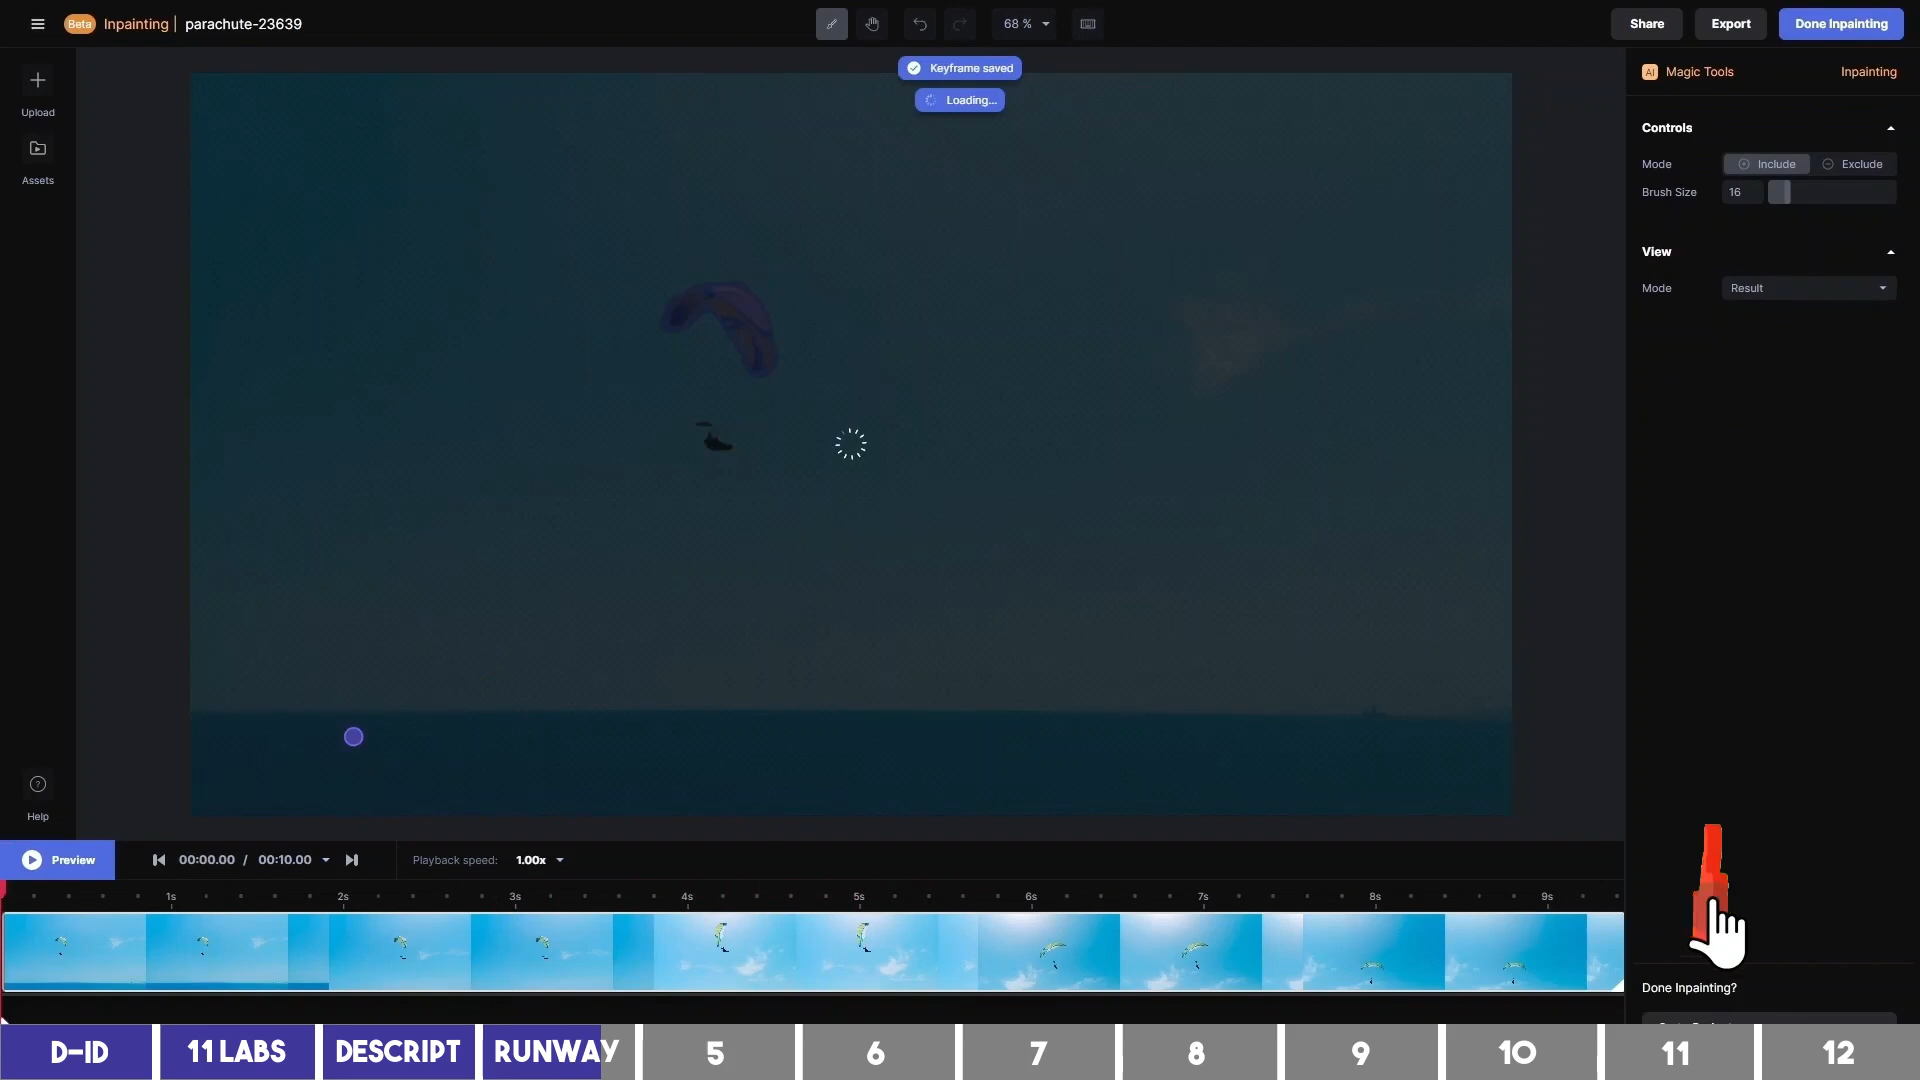 Beta Inpainting | parachute-23639
68 %
Share
Export
Done Inpainting
Keyframe saved
Loading...
Upload
Assets
AI Magic Tools
Inpainting
Controls
Mode
Include
Exclude
Brush Size
16
View
Mode
Result
? Help
Preview
00:00.00 / 00:10.00
Playback speed: 1.00x
1s 2s 3s 4s 5s 6s 7s 8s 9s
Done Inpainting?
D-ID 11 LABS DESCRIPT RUNWAY 5 6 7 8 9 10 11 12